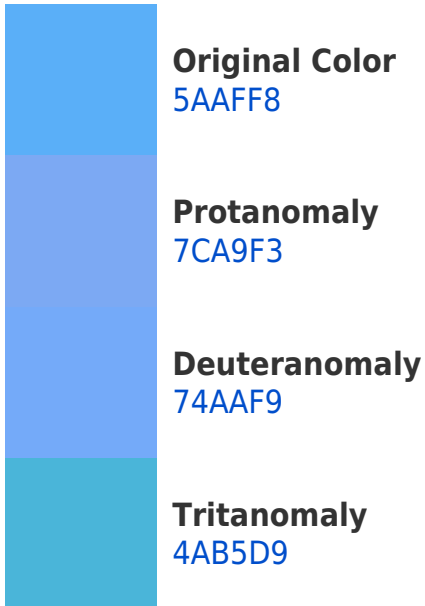 Original Color
5AAFF8
Protanomaly
7CA9F3
Deuteranomaly
74AAF9
Tritanomaly
4AB5D9